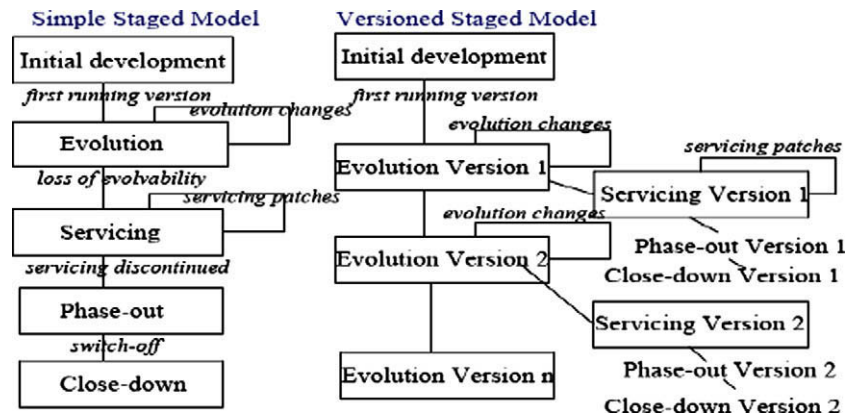 Simple Staged Model
Initial development
first running version
evolution changes
Evolution
loss of evolvability
servicing patches
Servicing
servicing discontinued
Phase-out
switch-off
Close-down
Versioned Staged Model
Initial development
first running version
evolution changes
Evolution Version 1
servicing patches
Servicing Version 1
evolution changes
Phase-out Version 1
Evolution Version 2
Close-down Version 1
Servicing Version 2
Evolution Version n
Phase-out Version 2
Close-down Version 2